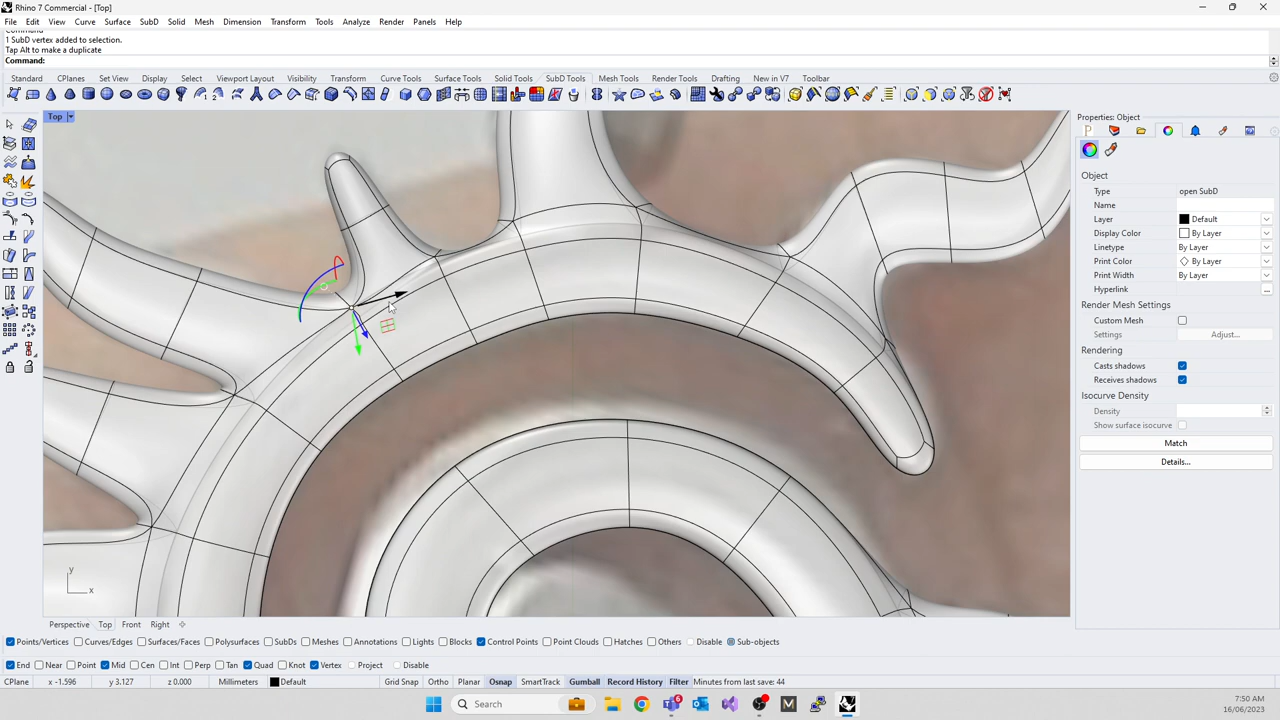 Rhino 7 Commercial - [Top]
File Edit View Curve Surface SubD Solid Mesh Dimension Transform Tools Analyze Render Panels Help
Command
1 SubD vertex added to selection.
Tap Alt to make a duplicate
Command:
Standard CPlanes Set View Display Select Viewport Layout Visibility Transform Curve Tools Surface Tools Solid Tools SubD Tools Mesh Tools Render Tools Drafting New in V7 Toolbar
Top
Properties: Object
Object
Type open SubD
Name
Layer Default
Display Color By Layer
Linetype By Layer
Print Color By Layer
Print Width By Layer
Hyperlink ...
Render Mesh Settings
Custom Mesh
Settings Adjust...
Rendering
Casts shadows
Receives shadows
Isocurve Density
Density
Show surface isocurve
Match
Details...
y
x
Perspective Top Front Right
Points/Vertices Curves/Edges Surfaces/Faces Polysurfaces SubDs Meshes Annotations Lights Blocks Control Points Point Clouds Hatches Others Disable Sub-objects
End Near Point Mid Cen Int Perp Tan Quad Knot Vertex Project Disable
CPlane x -1.596 y 3.127 z 0.000 Millimeters Default Grid Snap Ortho Planar Osnap SmartTrack Gumball Record History Filter Minutes from last save: 44
Search
6
M
7:50 AM
16/06/2023